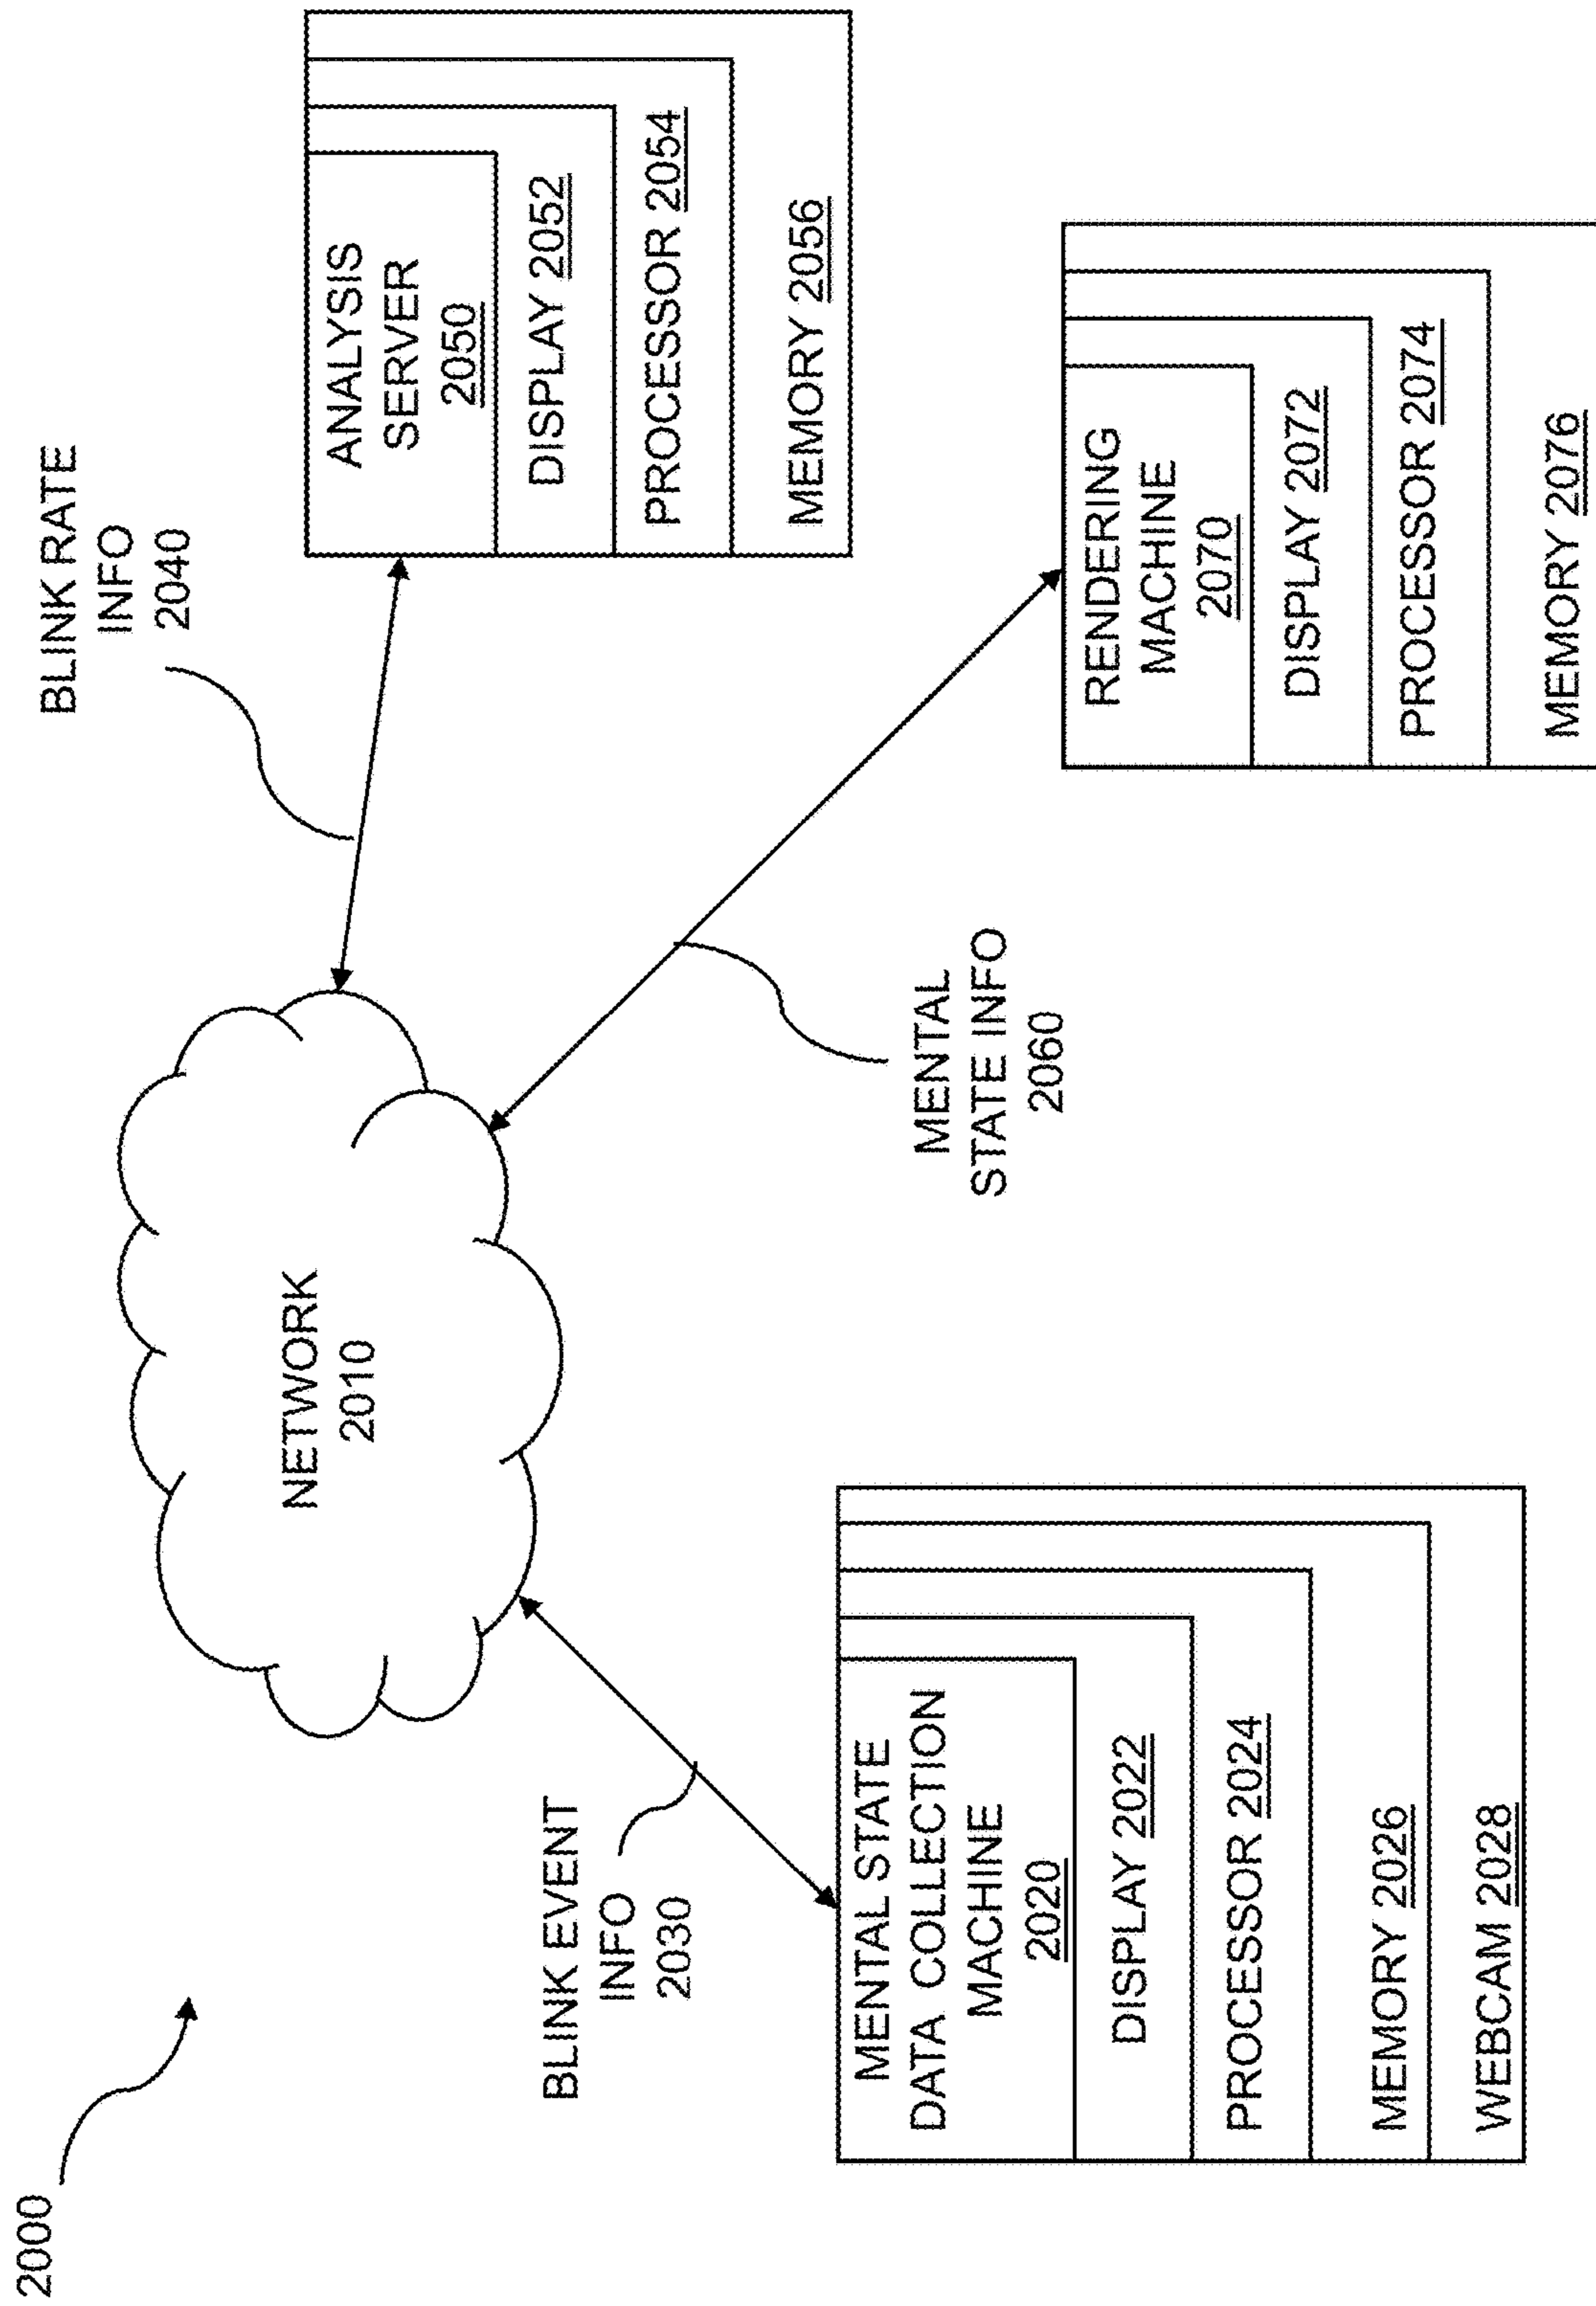 2000
NETWORK
2010
BLINK RATE
INFO
2040
ANALYSIS
SERVER
2050
DISPLAY 2052
PROCESSOR 2054
MEMORY 2056
BLINK EVENT
INFO
2030
MENTAL STATE
DATA COLLECTION
MACHINE
2020
DISPLAY 2022
PROCESSOR 2024
MEMORY 2026
WEBCAM 2028
MENTAL
STATE INFO
2060
RENDERING
MACHINE
2070
DISPLAY 2072
PROCESSOR 2074
MEMORY 2076